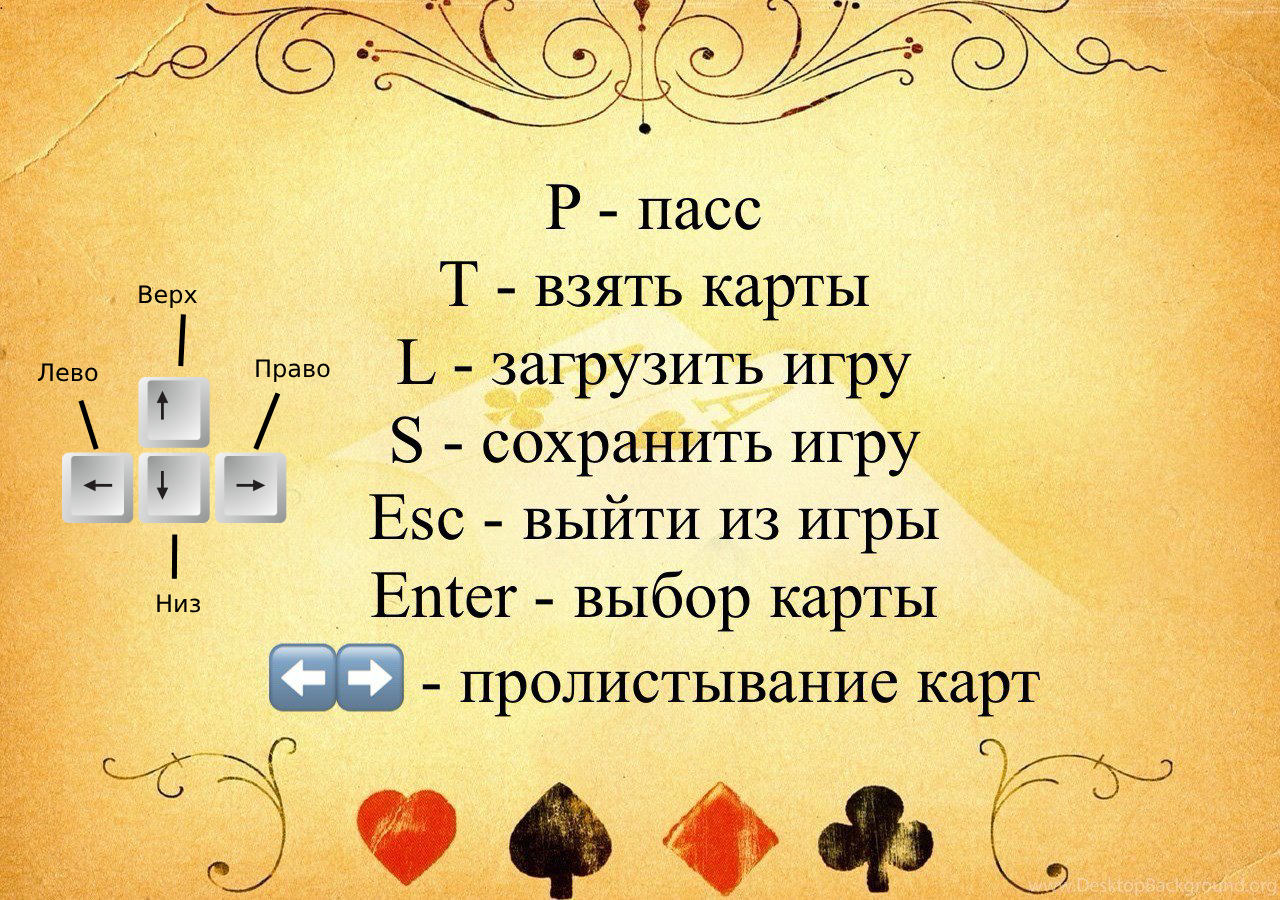 P - пасс
T - взять карты
L - загрузить игру
S - сохранить игру
Esc - выйти из игры
Enter - выбор карты
⬅️➡️ - пролистывание карт
Верх
Лево
Право
↑
← ↓ →
Низ
www.DesktopBackground.org